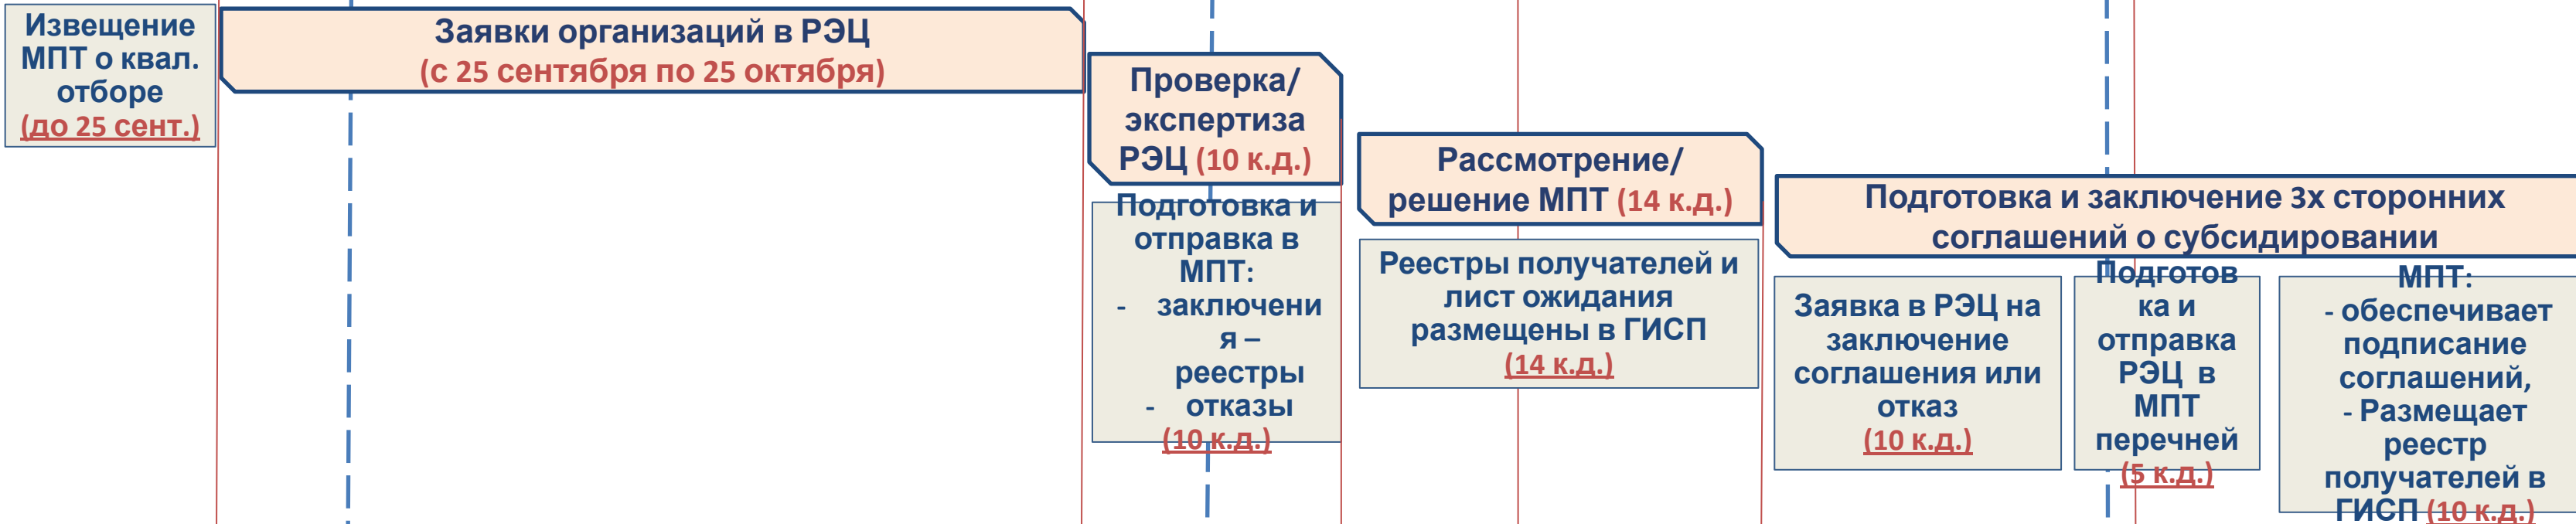 Извещение
МПТ о квал.
отборе
(до 25 сент.)
Заявки организаций в РЭЦ
(с 25 сентября по 25 октября)
Проверка/
экспертиза
РЭЦ (10 к.д.)
Подготовка и
отправка в
МПТ:
- заключени
я –
реестры
- отказы
(10 к.д.)
Рассмотрение/
решение МПТ (14 к.д.)
Реестры получателей и
лист ожидания
размещены в ГИСП
(14 к.д.)
Подготовка и заключение 3х сторонних
соглашений о субсидировании
Заявка в РЭЦ на
заключение
соглашения или
отказ
(10 к.д.)
Подготов
ка и
отправка
РЭЦ в
МПТ
перечней
(5 к.д.)
МПТ:
- обеспечивает
подписание
соглашений,
- Размещает
реестр
получателей в
ГИСП (10 к.д.)